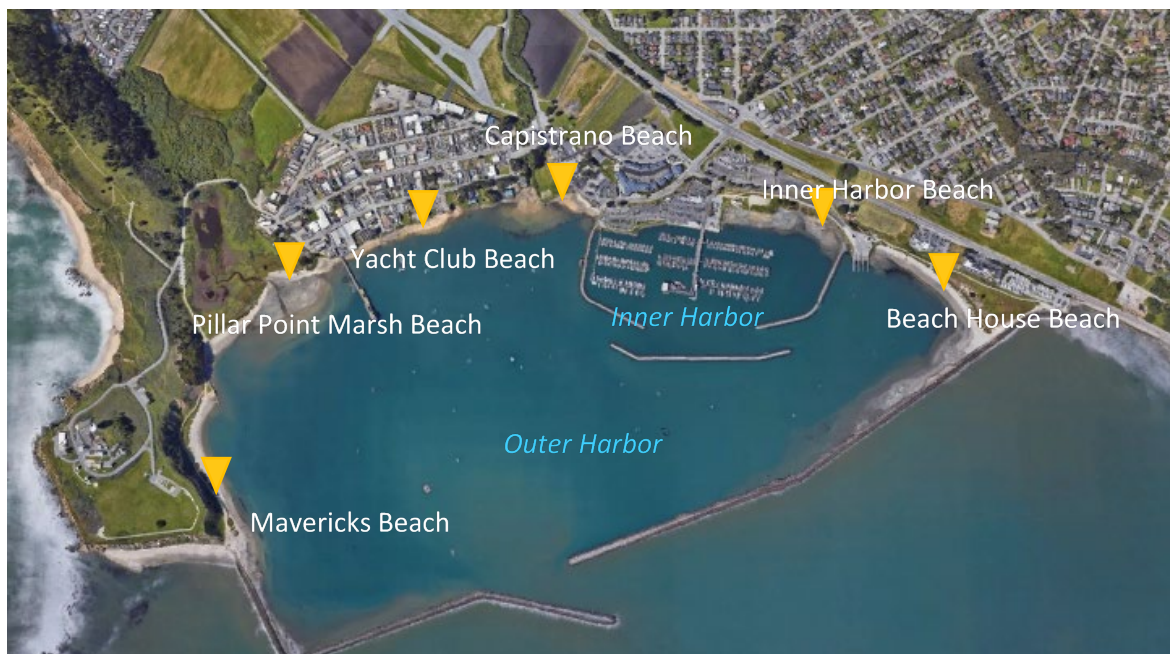 Capistrano Beach
Inner Harbor Beach
Yacht Club Beach
Pillar Point Marsh Beach
Inner Harbor
Beach House Beach
Outer Harbor
Mavericks Beach